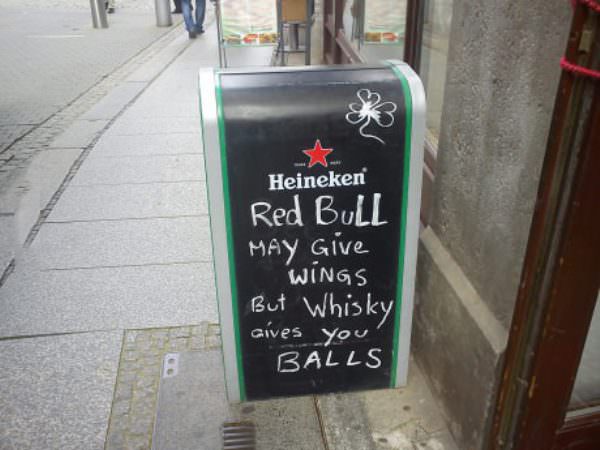 Heineken
Red Bull
MAY Give
WINGS
But Whisky
Gives you
BALLS